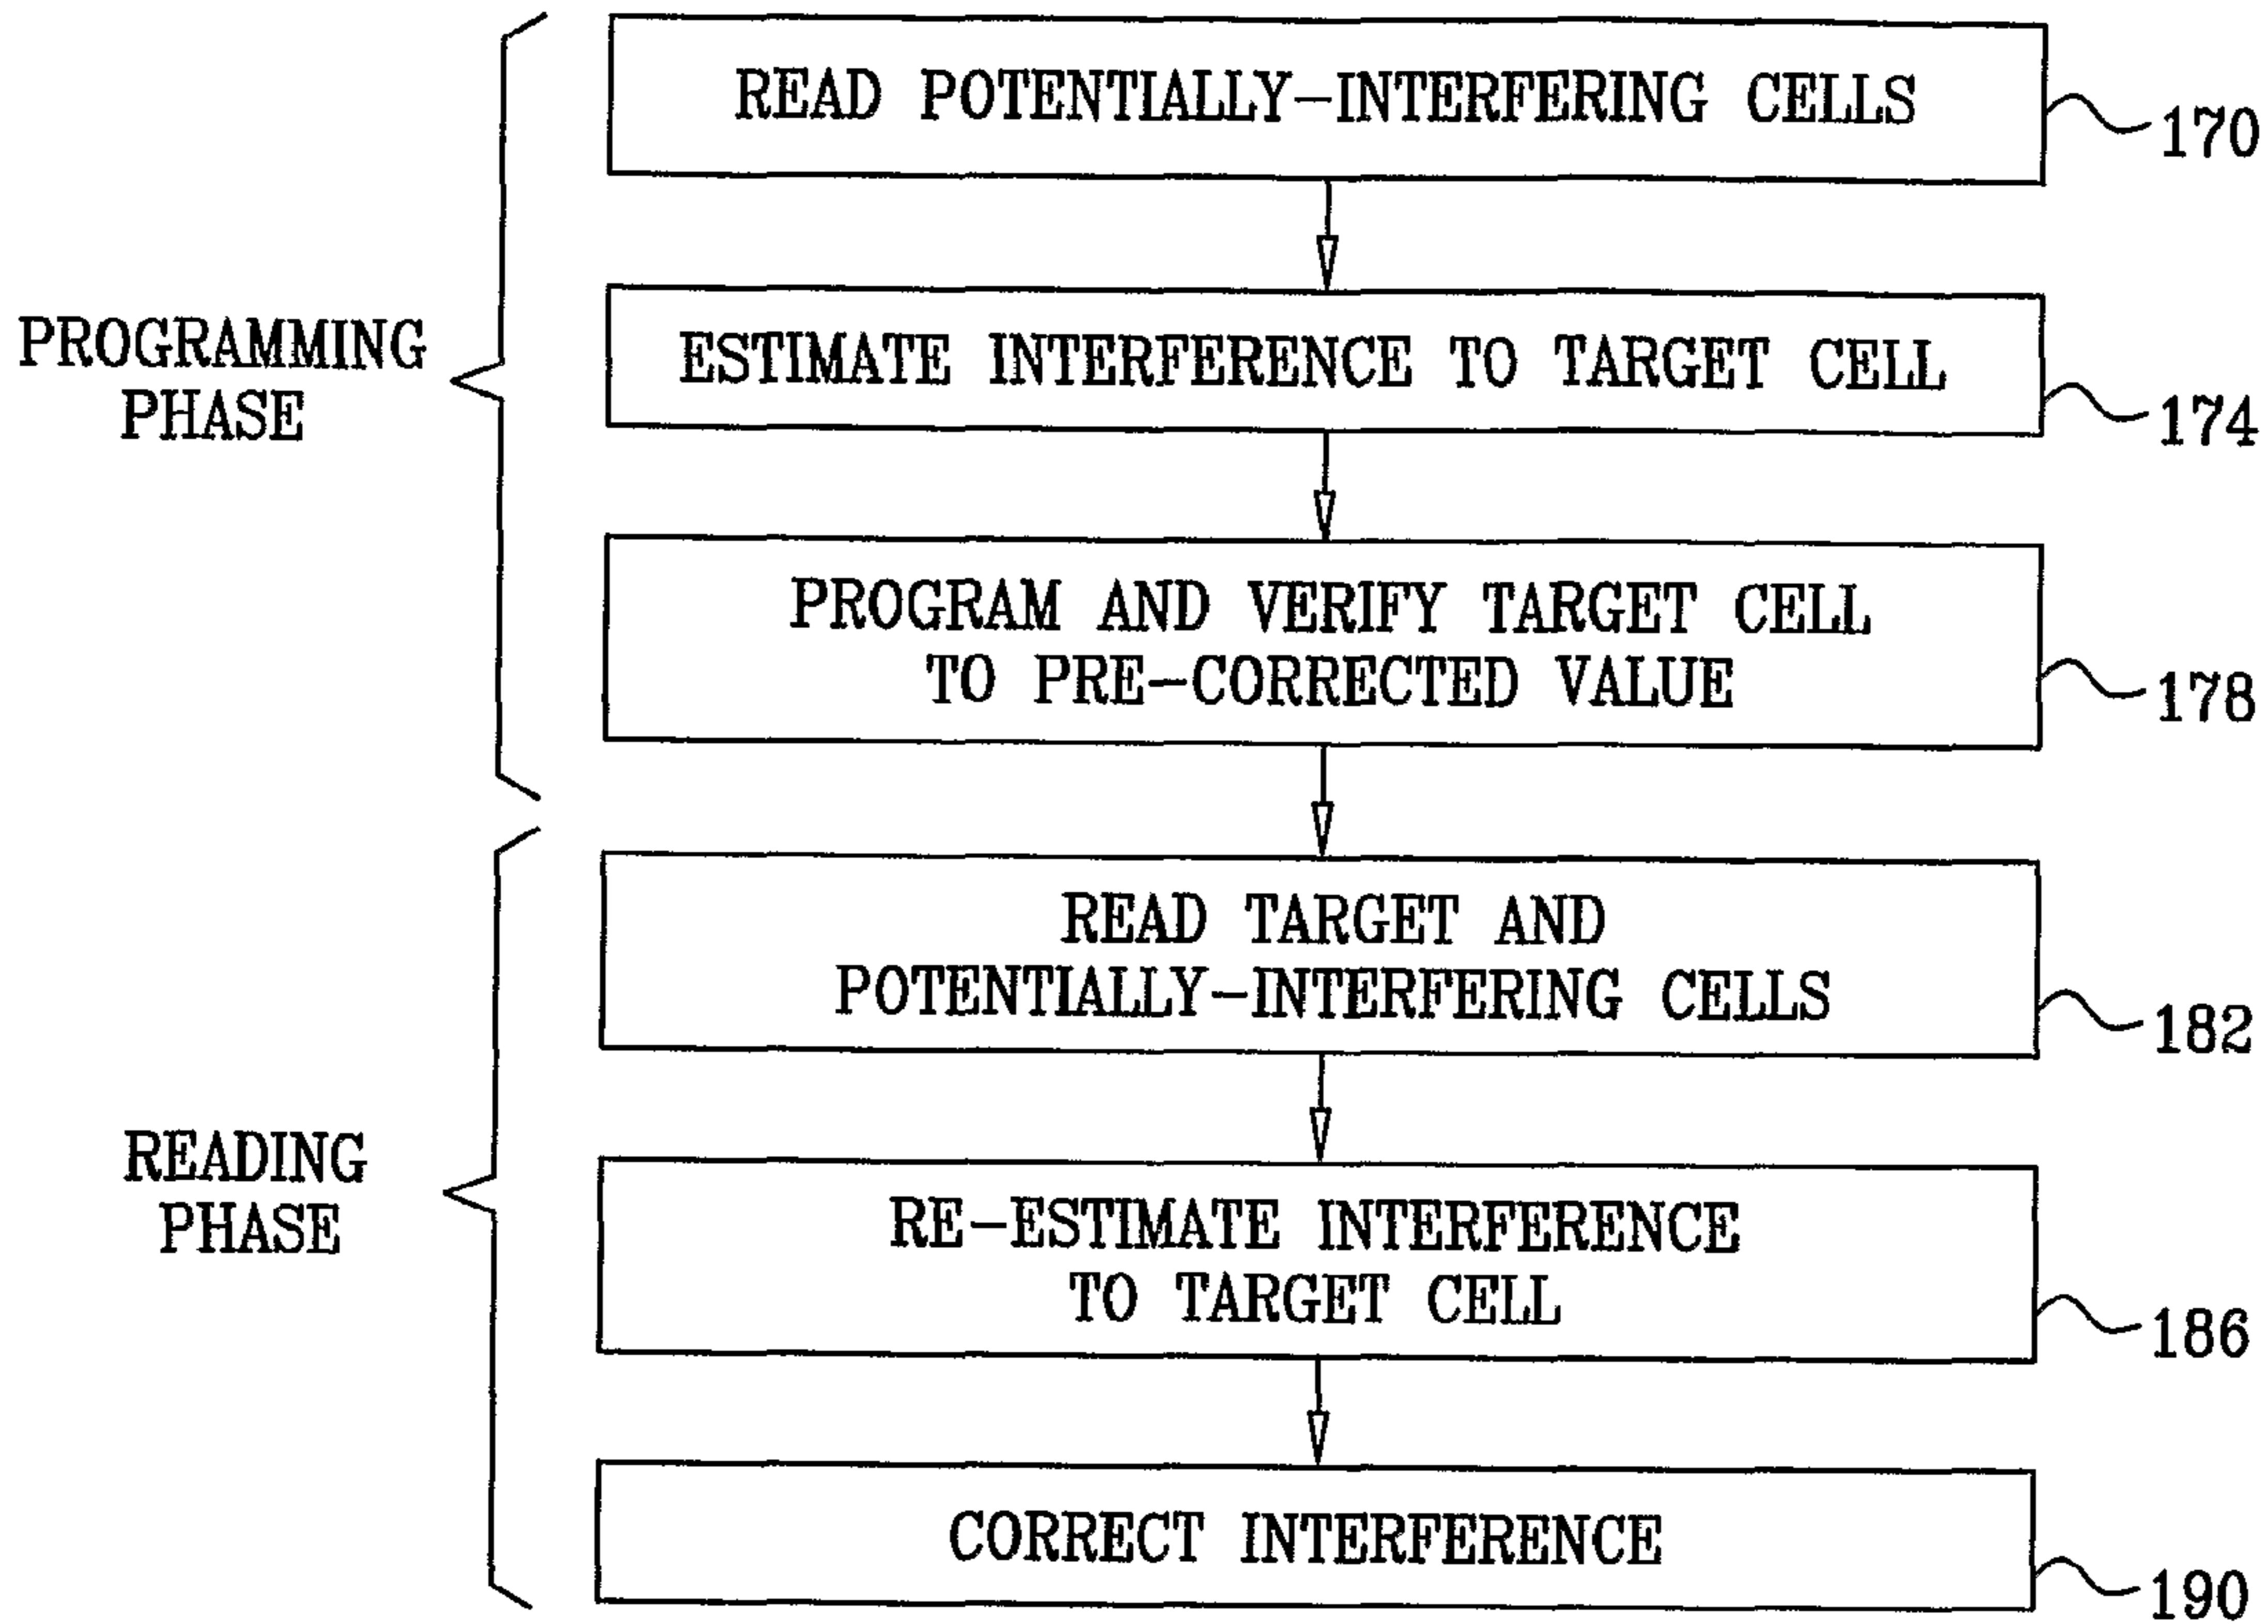 READ POTENTIALLY-INTERFERING CELLS
170
ESTIMATE INTERFERENCE TO TARGET CELL
174
PROGRAMMING
PHASE
PROGRAM AND VERIFY TARGET CELL
TO PRE-CORRECTED VALUE
178
READ TARGET AND
POTENTIALLY-INTERFERING CELLS
182
READING
PHASE
RE-ESTIMATE INTERFERENCE
TO TARGET CELL
186
CORRECT INTERFERENCE
190